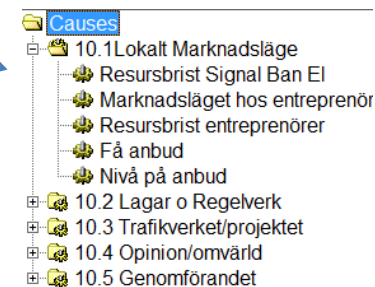 Causes
10.1Lokalt Marknadsläge
Resursbrist Signal Ban El
Marknadsläget hos entreprenör
Resursbrist entreprenörer
Få anbud
Nivå på anbud
10.2 Lagar o Regelverk
10.3 Trafikverket/projektet
10.4 Opinion/omvärld
10.5 Genomförandet